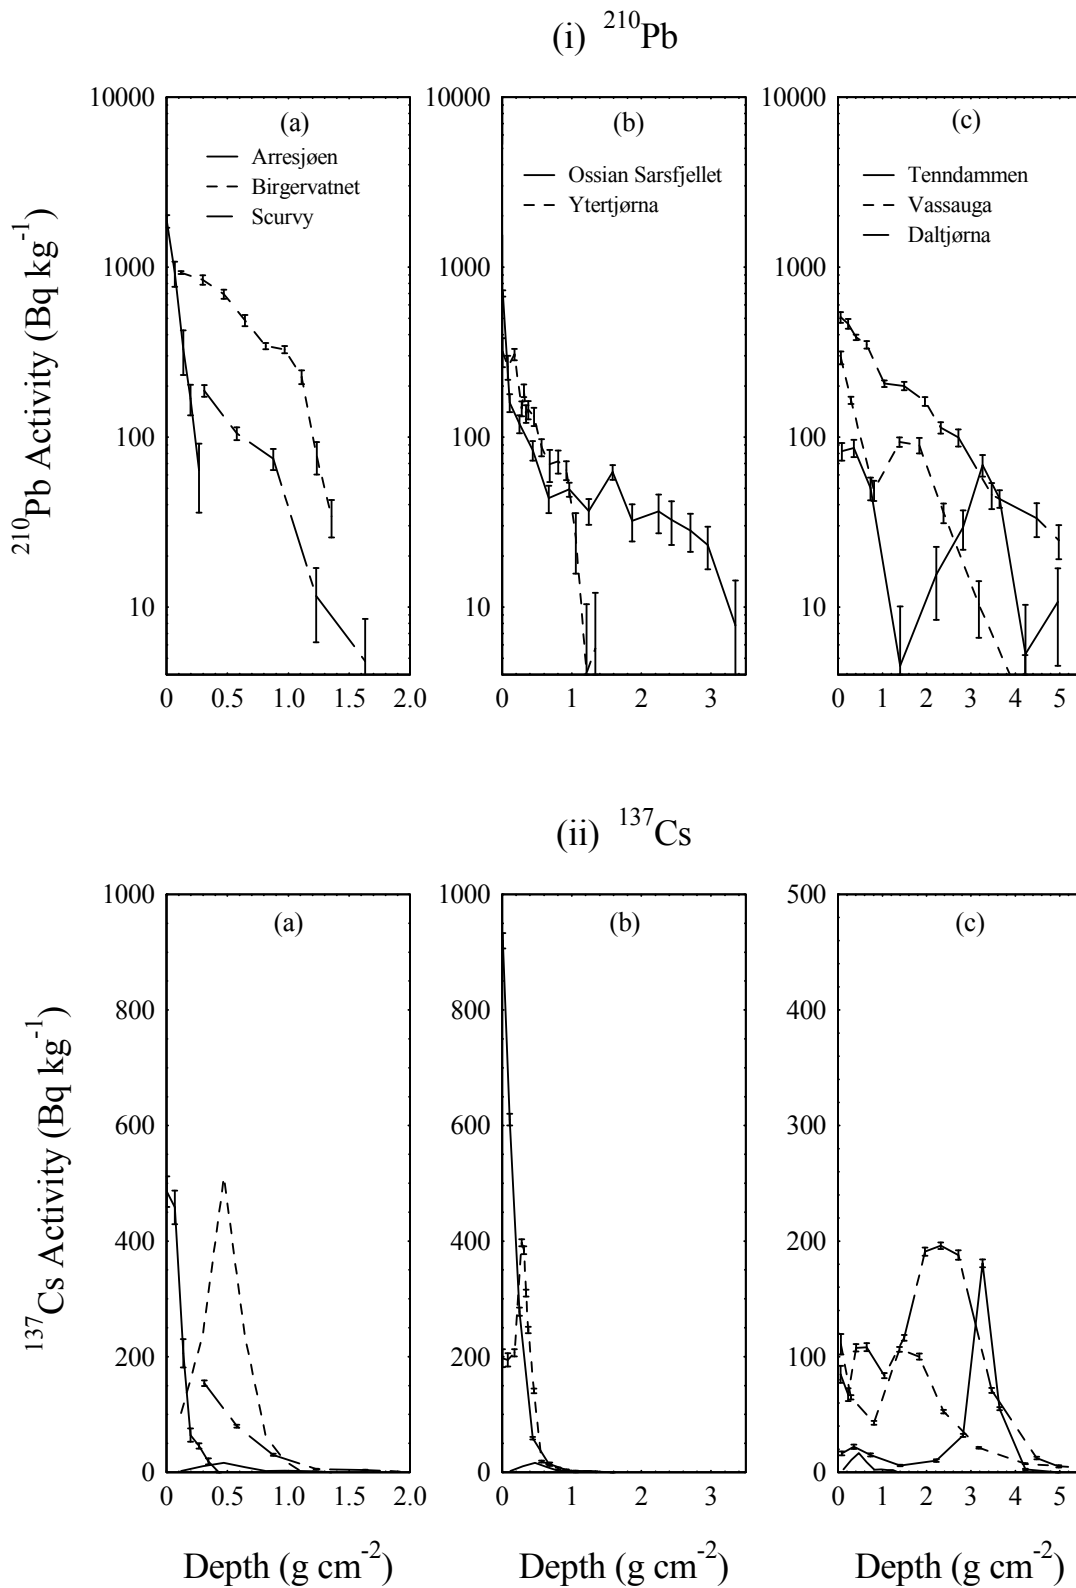 (i) ²¹⁰Pb
²¹⁰Pb Activity (Bq kg⁻¹)
10000
1000
100
10
(a)
Arresjøen
Birgervatnet
Scurvy
0 0.5 1.0 1.5 2.0
10000
1000
100
10
(b)
Ossian Sarsfjellet
Ytertjørna
0 1 2 3
10000
1000
100
10
(c)
Tenndammen
Vassauga
Daltjørna
0 1 2 3 4 5
(ii) ¹³⁷Cs
¹³⁷Cs Activity (Bq kg⁻¹)
1000
800
600
400
200
0
(a)
0 0.5 1.0 1.5 2.0
Depth (g cm⁻²)
1000
800
600
400
200
0
(b)
0 1 2 3
Depth (g cm⁻²)
500
400
300
200
100
0
(c)
0 1 2 3 4 5
Depth (g cm⁻²)